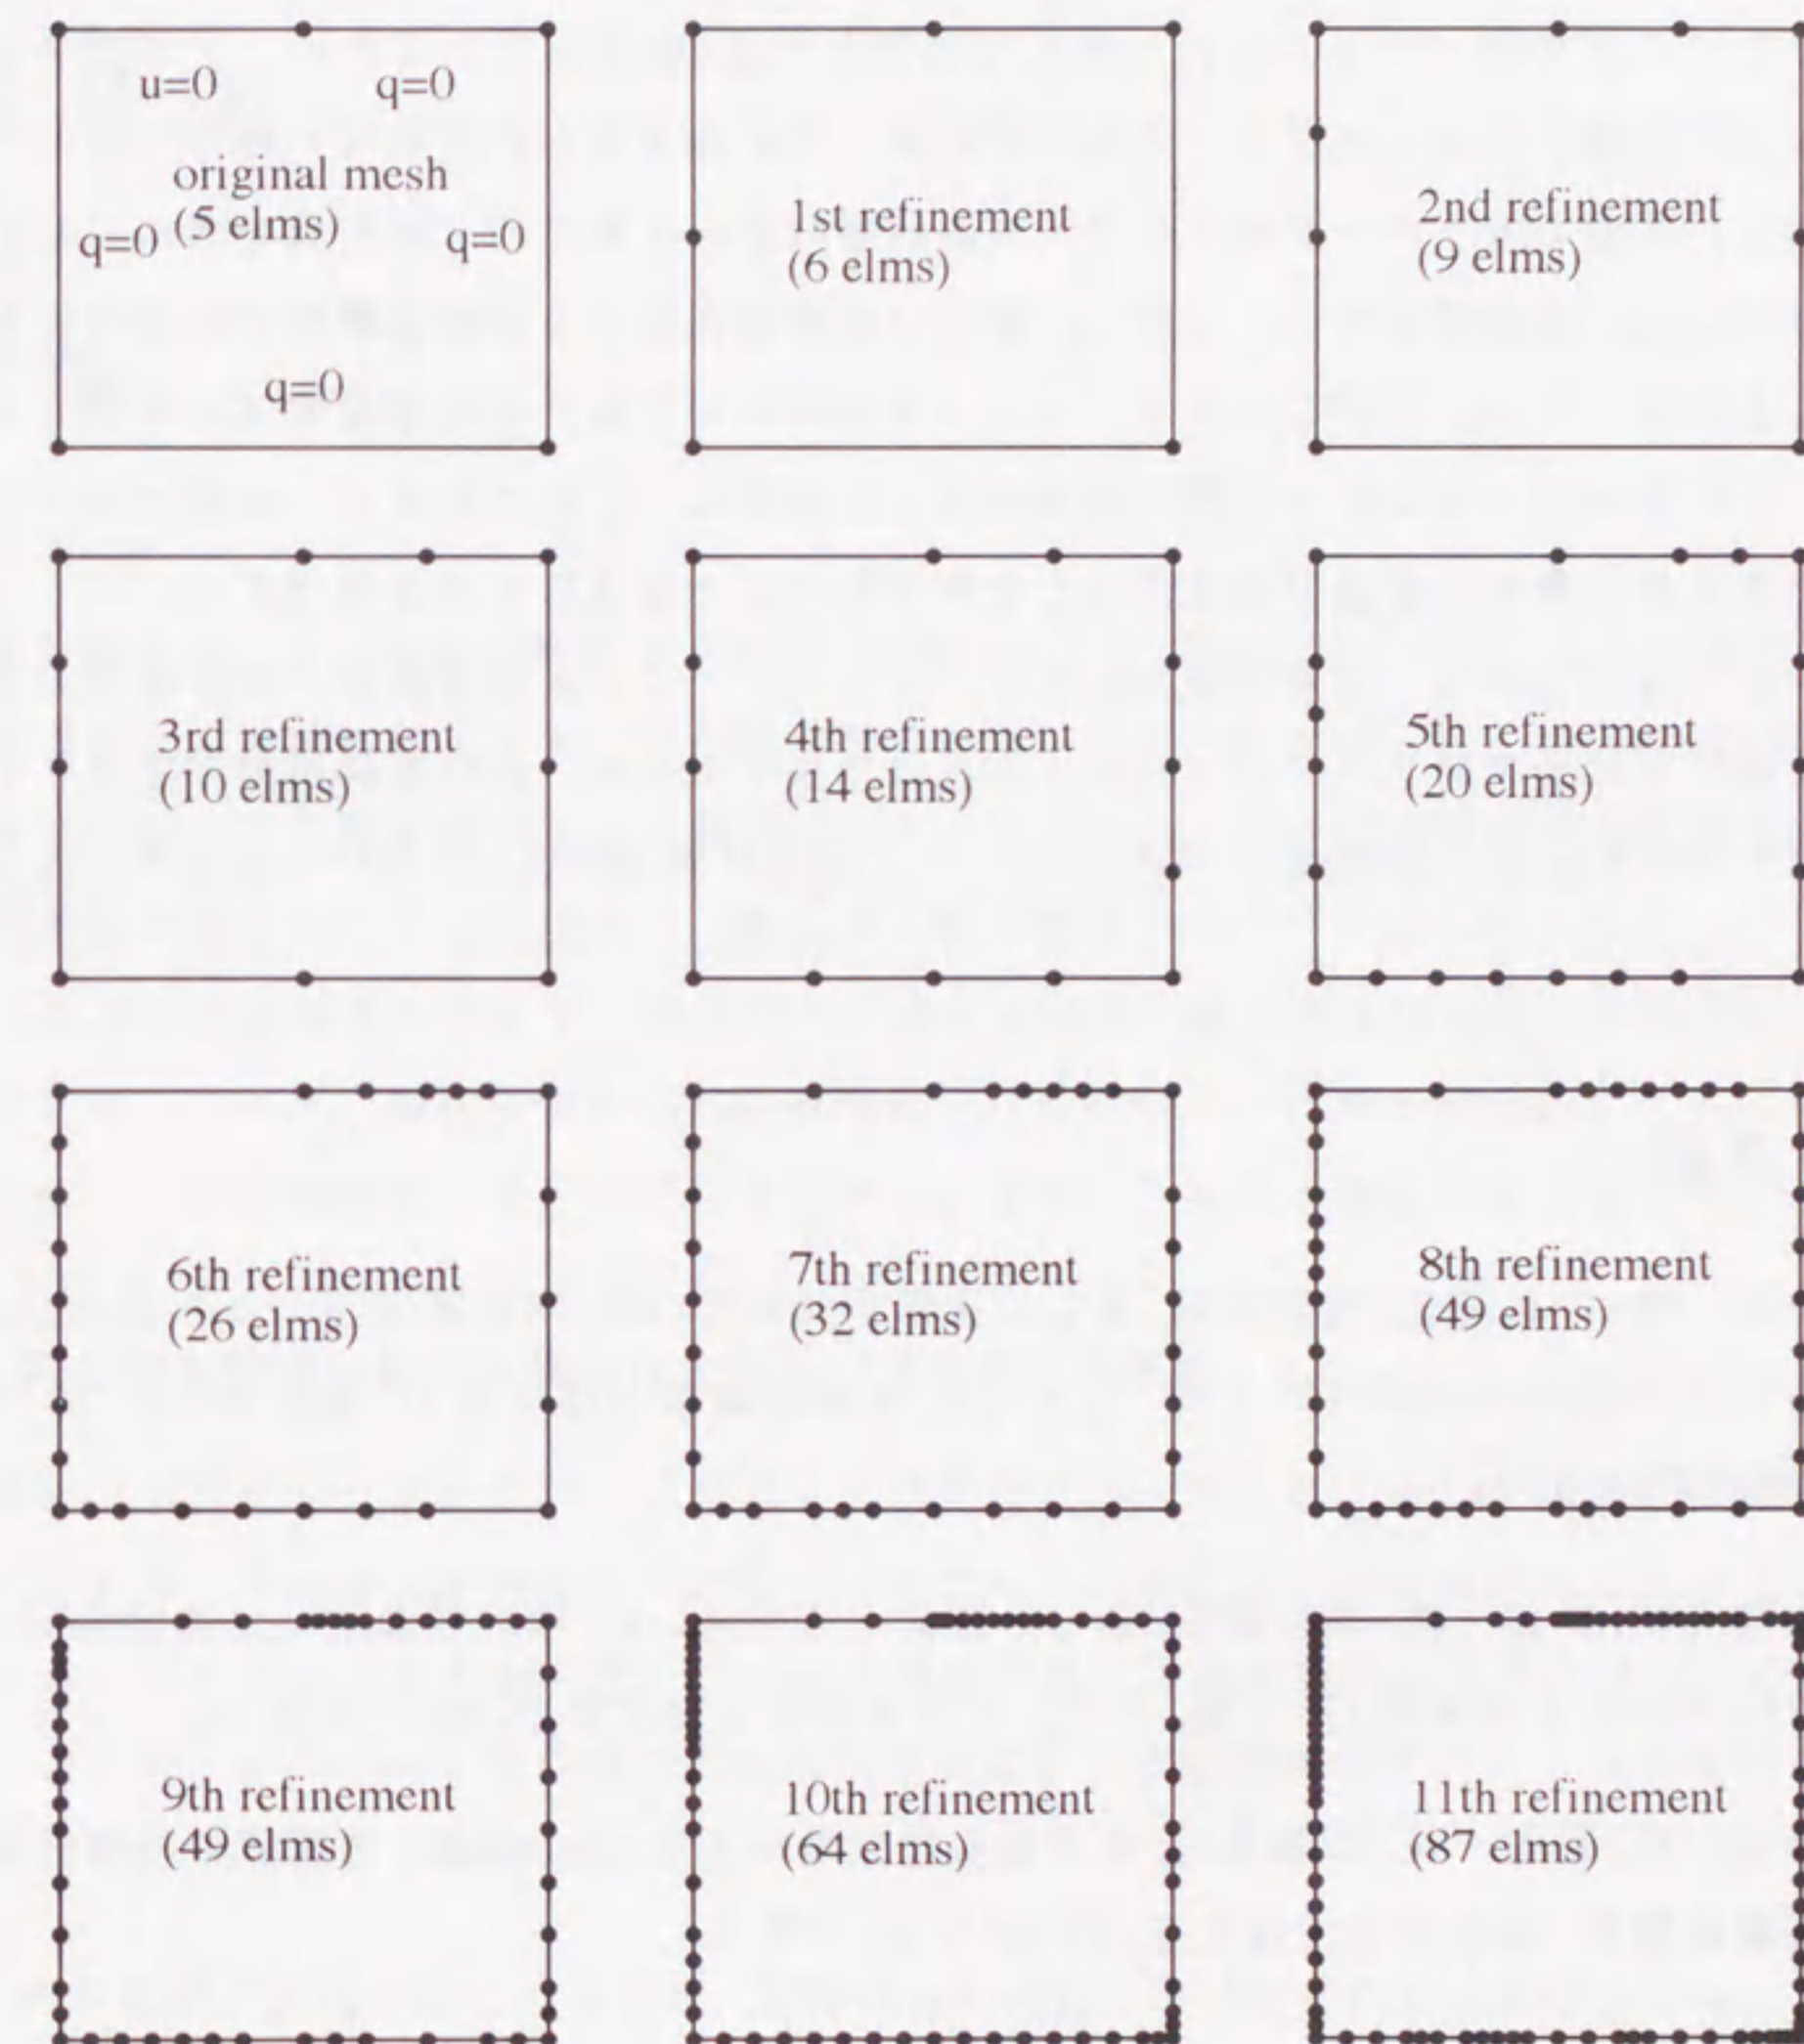 u=0 q=0
original mesh
(5 elms)
q=0 q=0
q=0
1st refinement
(6 elms)
2nd refinement
(9 elms)
3rd refinement
(10 elms)
4th refinement
(14 elms)
5th refinement
(20 elms)
6th refinement
(26 elms)
7th refinement
(32 elms)
8th refinement
(49 elms)
9th refinement
(49 elms)
10th refinement
(64 elms)
11th refinement
(87 elms)